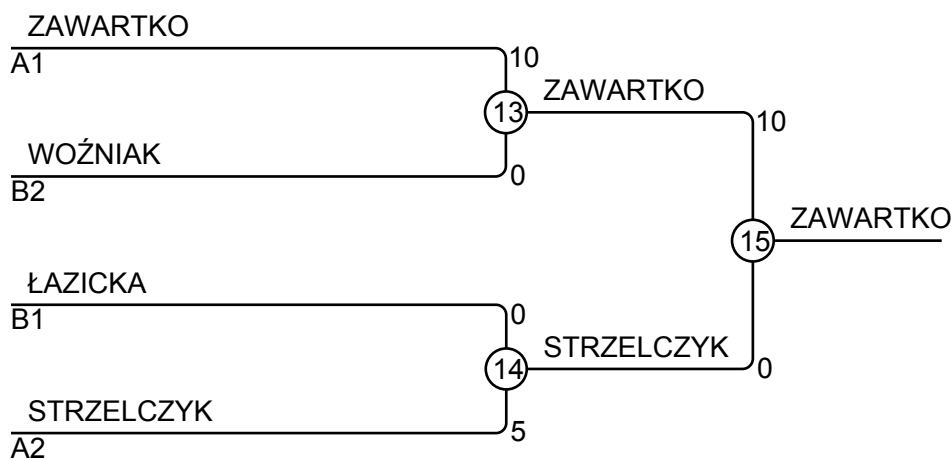 ZAWARTKO
A1
10
13
ZAWARTKO
10
WOŹNIAK
B2
0
15
ZAWARTKO
ŁAZICKA
B1
0
14
STRZELCZYK
0
STRZELCZYK
A2
5